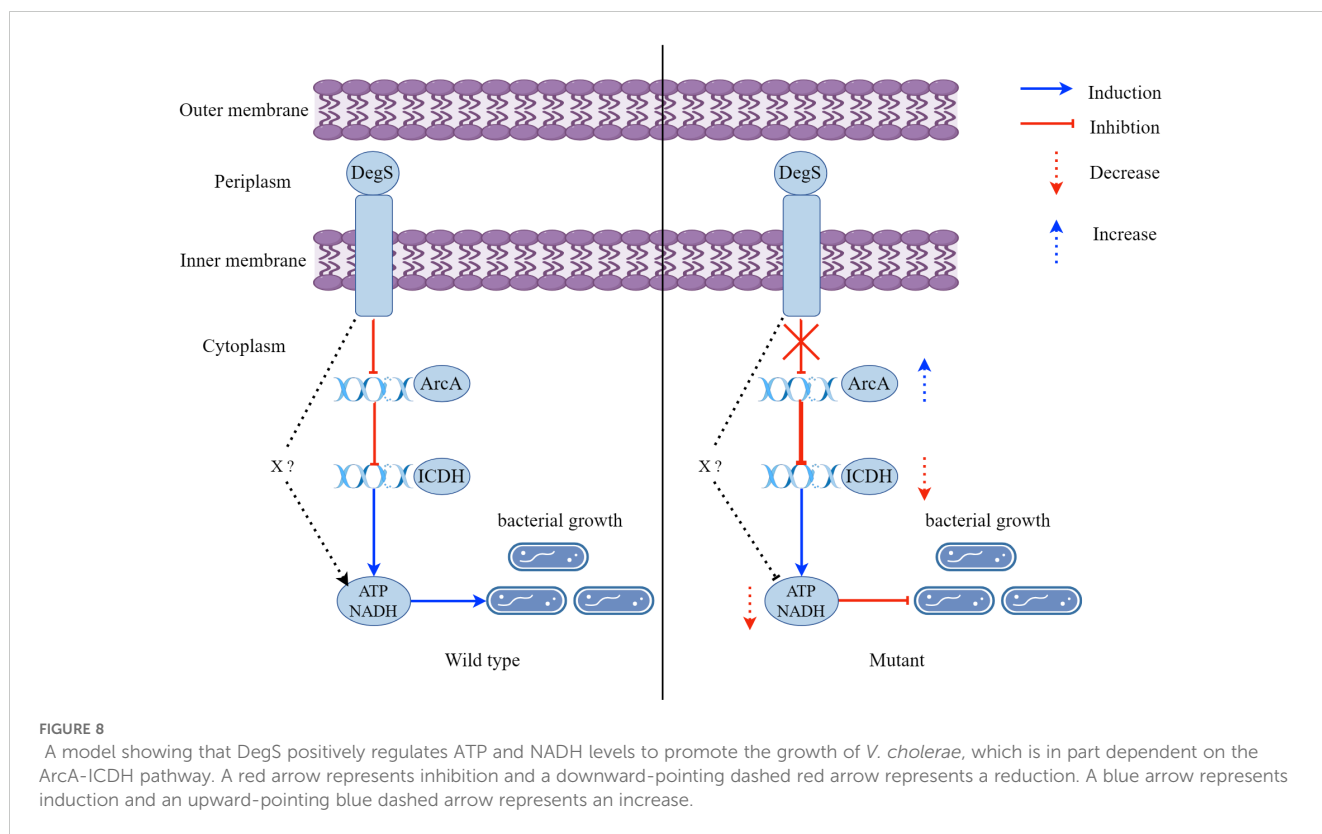 Outer membrane
Periplasm
Inner membrane
Cytoplasm
DegS
ArcA
X ?
ICDH
bacterial growth
ATP
NADH
Wild type
DegS
ArcA
X ?
ICDH
bacterial growth
ATP
NADH
Mutant
Induction
Inhibtion
Decrease
Increase
FIGURE 8
A model showing that DegS positively regulates ATP and NADH levels to promote the growth of V. cholerae, which is in part dependent on the
ArcA-ICDH pathway. A red arrow represents inhibition and a downward-pointing dashed red arrow represents a reduction. A blue arrow represents
induction and an upward-pointing blue dashed arrow represents an increase.